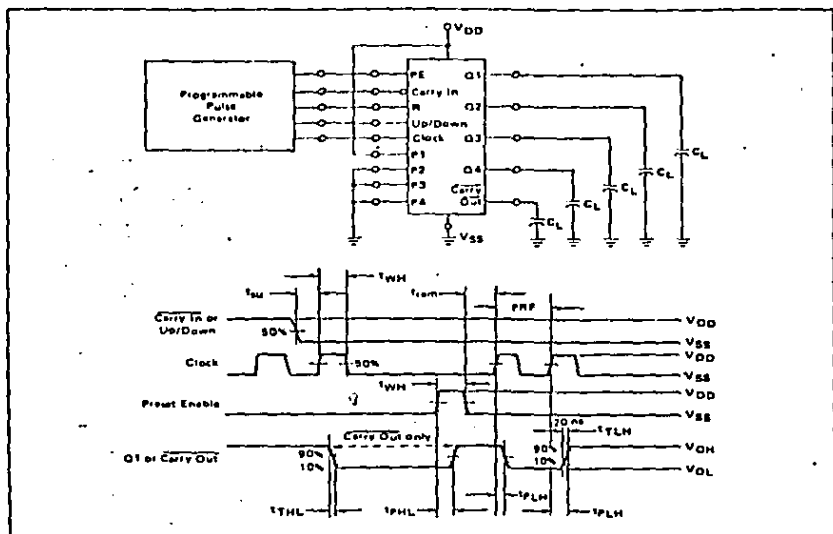 VDD
Programmable
Pulse
Generator
PE
Carry In
R
Up/Down
Clock
P1
P2
P3
P4
Q1
Q2
Q3
Q4
Carry
Out
CL
CL
CL
CL
CL
VSS
tWH
tsu
trem
PRF
Carry In or
Up/Down
50%
VDD
VSS
Clock
50%
VDD
VSS
tWH
Preset Enable
VDD
VSS
20 ns
tTLH
Carry Out only
Q1 or Carry Out
90%
10%
90%
10%
VOH
VOL
tTHL
tPHL
tPLH
tPLH